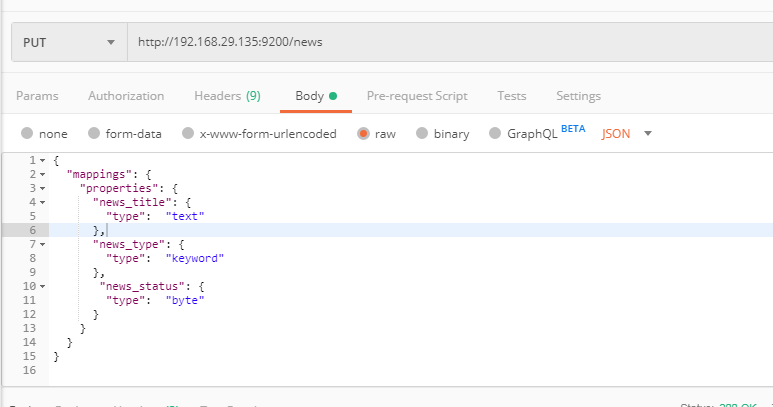 PUT http://192.168.29.135:9200/news
Params Authorization Headers (9) Body Pre-request Script Tests Settings
none form-data x-www-form-urlencoded raw binary GraphQL BETA JSON
1 {
2 "mappings": {
3 "properties": {
4 "news_title": {
5 "type": "text"
6 },
7 "news_type": {
8 "type": "keyword"
9 },
10 "news_status": {
11 "type": "byte"
12 }
13 }
14 }
15 }
16